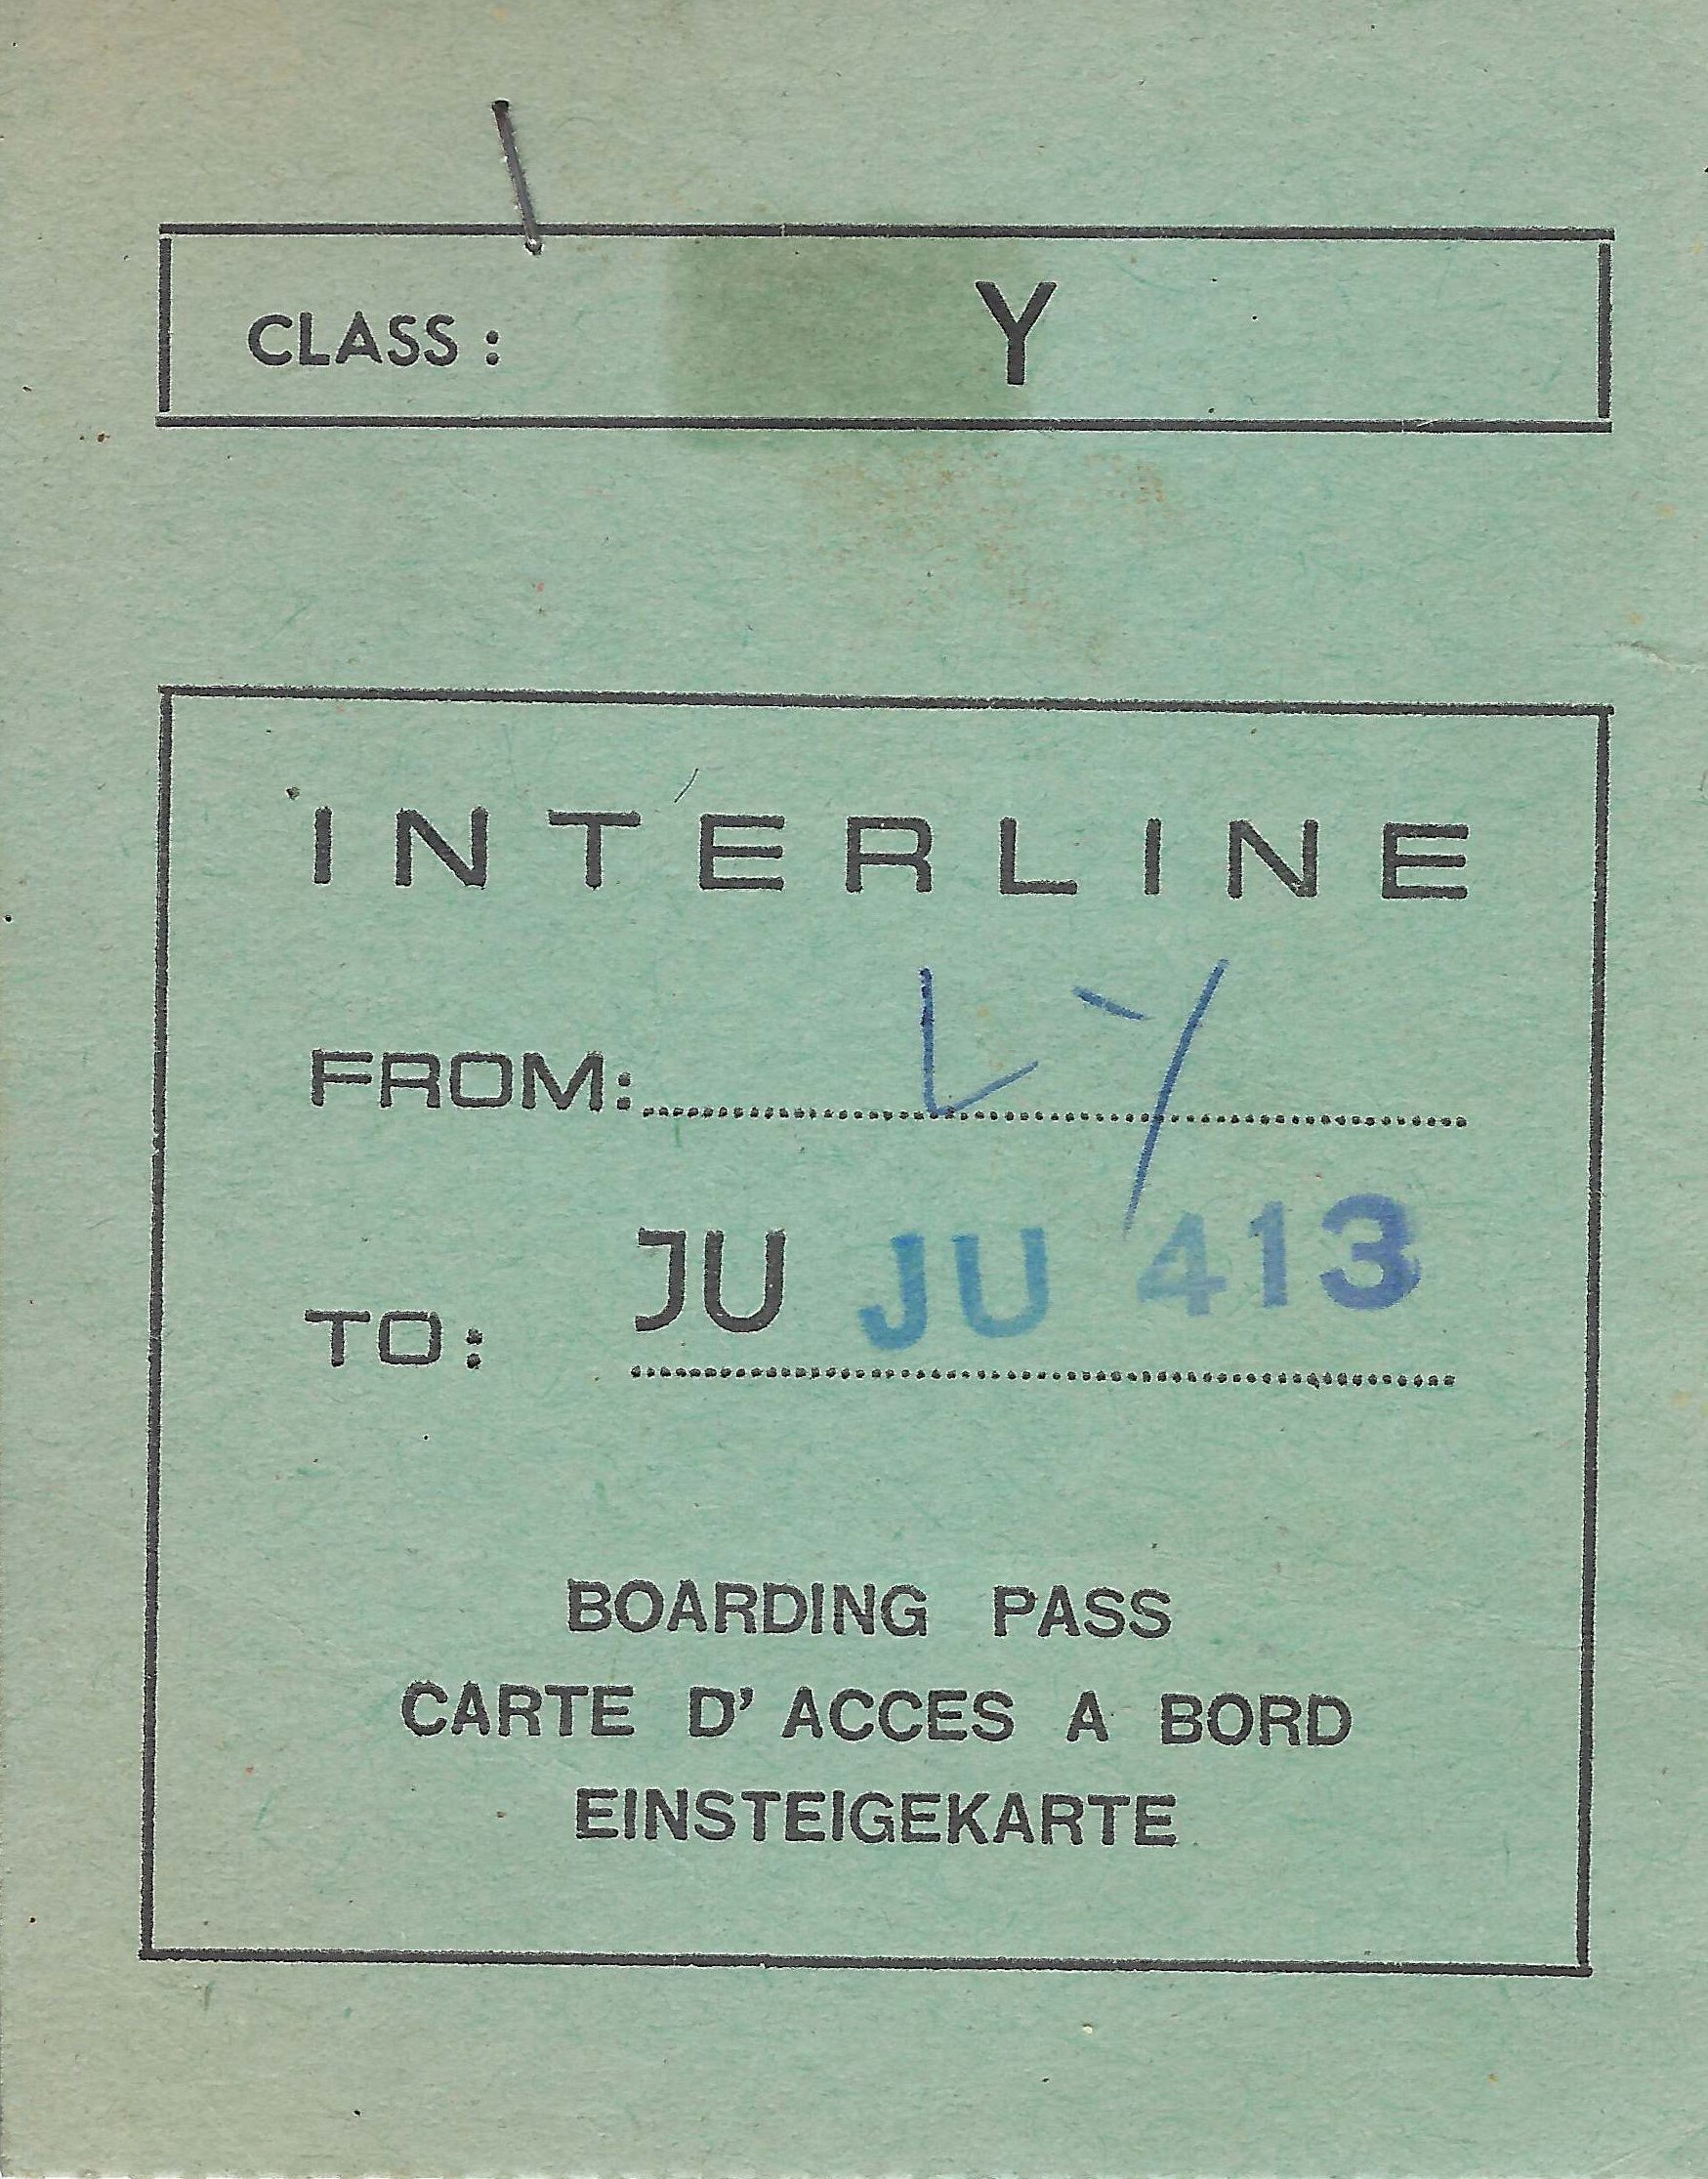 CLASS : Y
INTERLINE
FROM: LY
TO: JU JU 413
BOARDING PASS
CARTE D' ACCES A BORD
EINSTEIGEKARTE